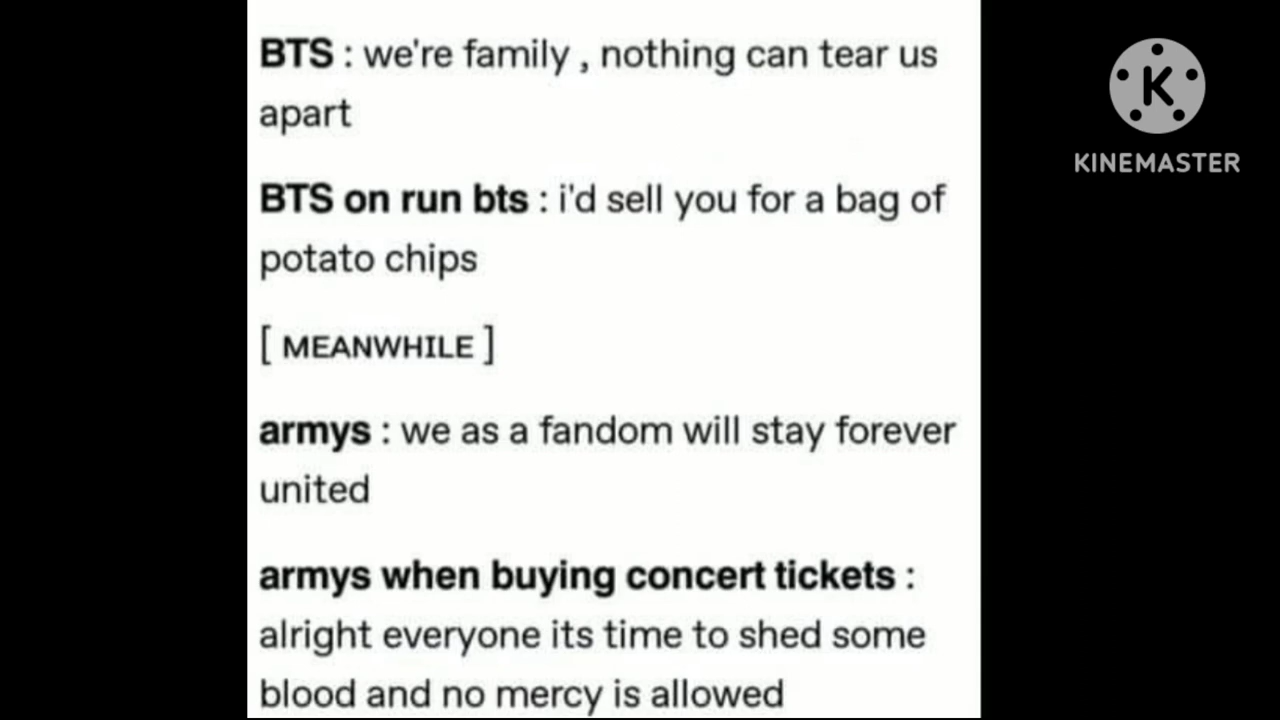 BTS : we're family , nothing can tear us
apart
BTS on run bts : i'd sell you for a bag of
potato chips
[ MEANWHILE ]
armys : we as a fandom will stay forever
united
armys when buying concert tickets :
alright everyone its time to shed some
blood and no mercy is allowed
K
KINEMASTER